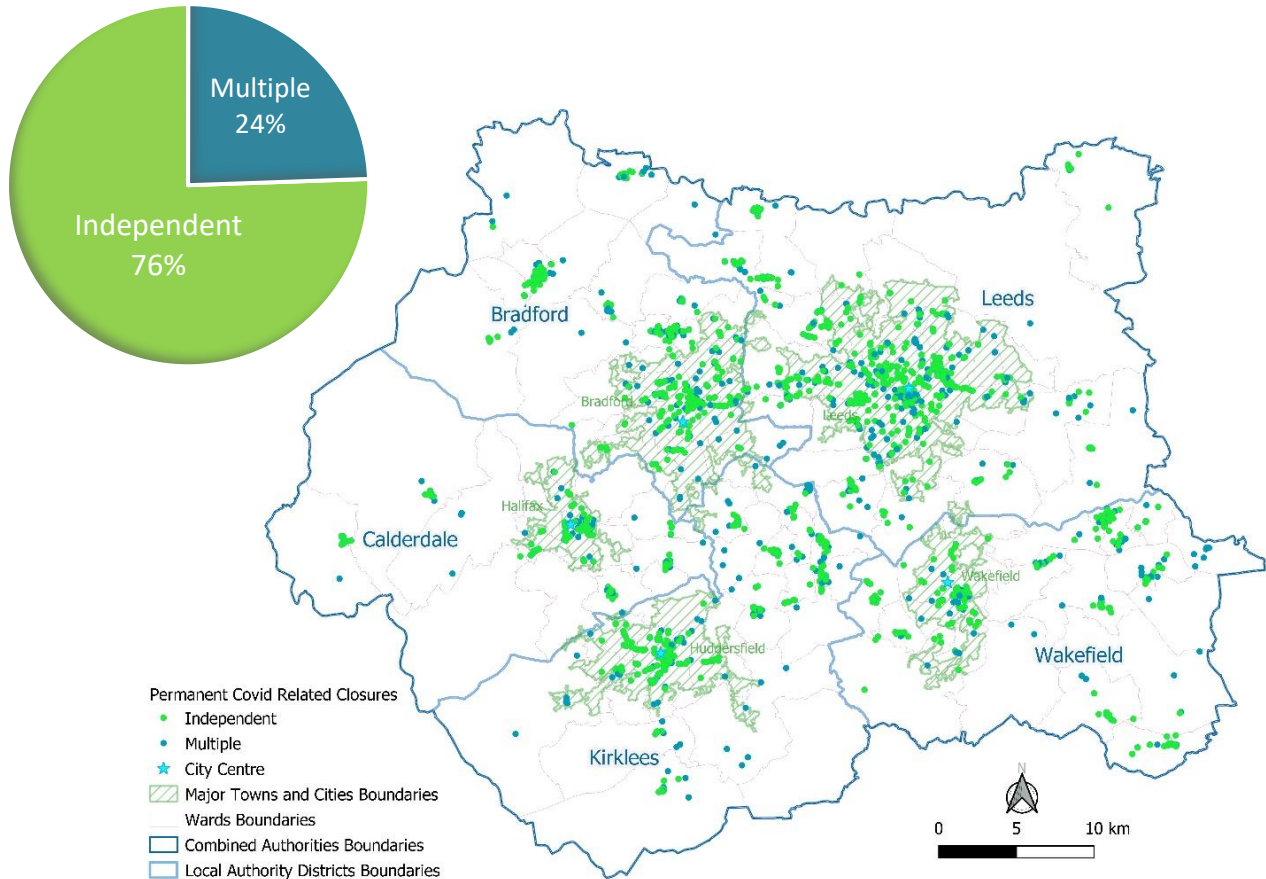 Multiple
24%
Independent
76%
Bradford
Leeds
Bradford
Leeds
Halifax
Calderdale
Wakefield
Huddersfield
Wakefield
Kirklees
Permanent Covid Related Closures
Independent
Multiple
City Centre
Major Towns and Cities Boundaries
Wards Boundaries
Combined Authorities Boundaries
Local Authority Districts Boundaries
N
0 5 10 km